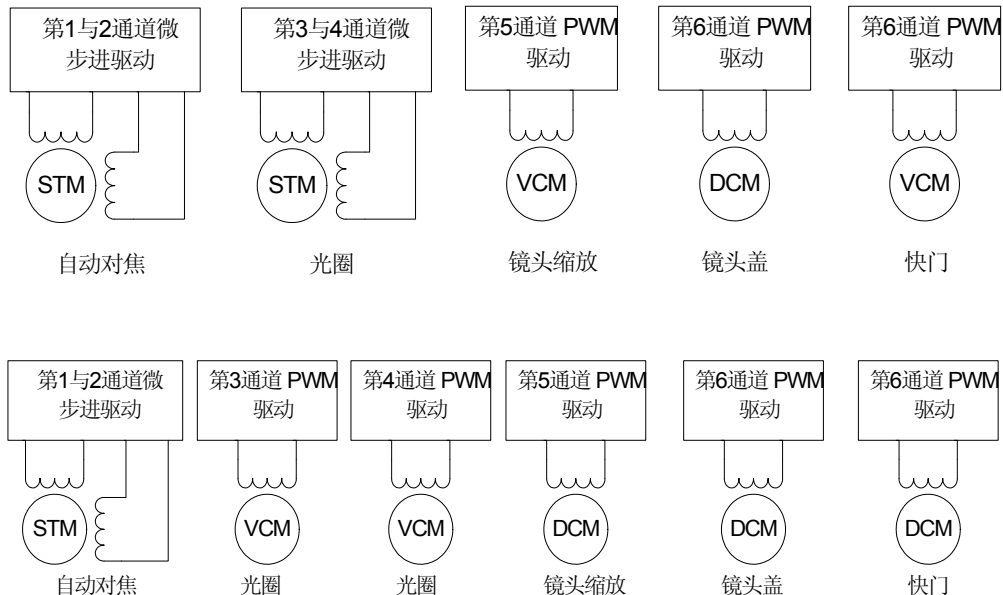 第1与2通道微
步进驱动
第3与4通道微
步进驱动
第5通道 PWM
驱动
第6通道 PWM
驱动
第6通道 PWM
驱动
STM
STM
VCM
DCM
VCM
自动对焦
光圈
镜头缩放
镜头盖
快门
第1与2通道微
步进驱动
第3通道 PWM
驱动
第4通道 PWM
驱动
第5通道 PWM
驱动
第6通道 PWM
驱动
第6通道 PWM
驱动
STM
VCM
VCM
DCM
DCM
DCM
自动对焦
光圈
光圈
镜头缩放
镜头盖
快门